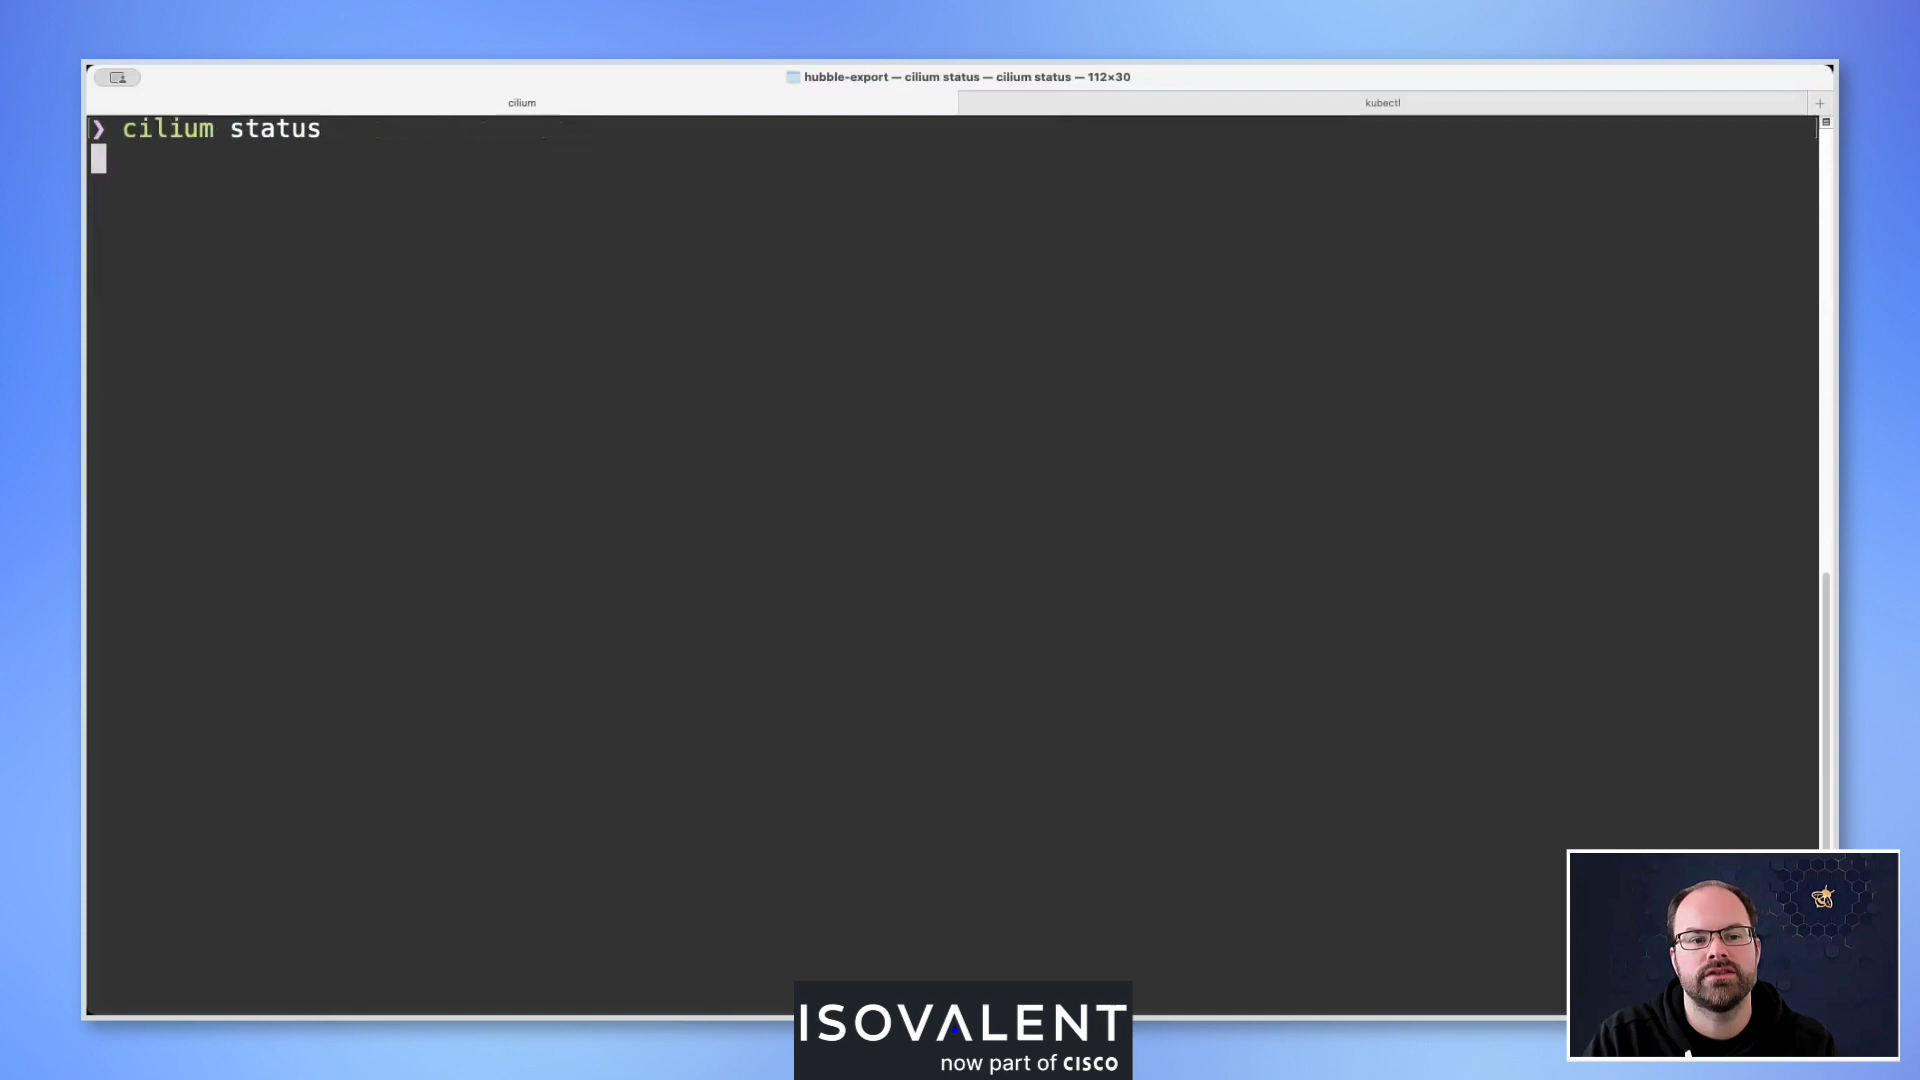 hubble-export — cilium status — cilium status — 112×30
cilium
kubectl
❯ cilium status
ISOVALENT
now part of CISCO